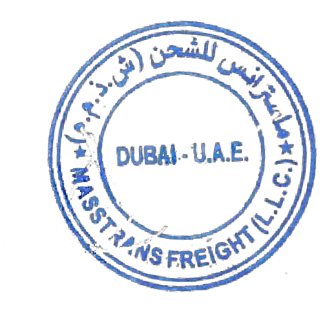 ماسترانس للشحن (ش.ذ.م.م)
DUBAI - U.A.E.
★ MASSTRANS FREIGHT (L.L.C.) ★